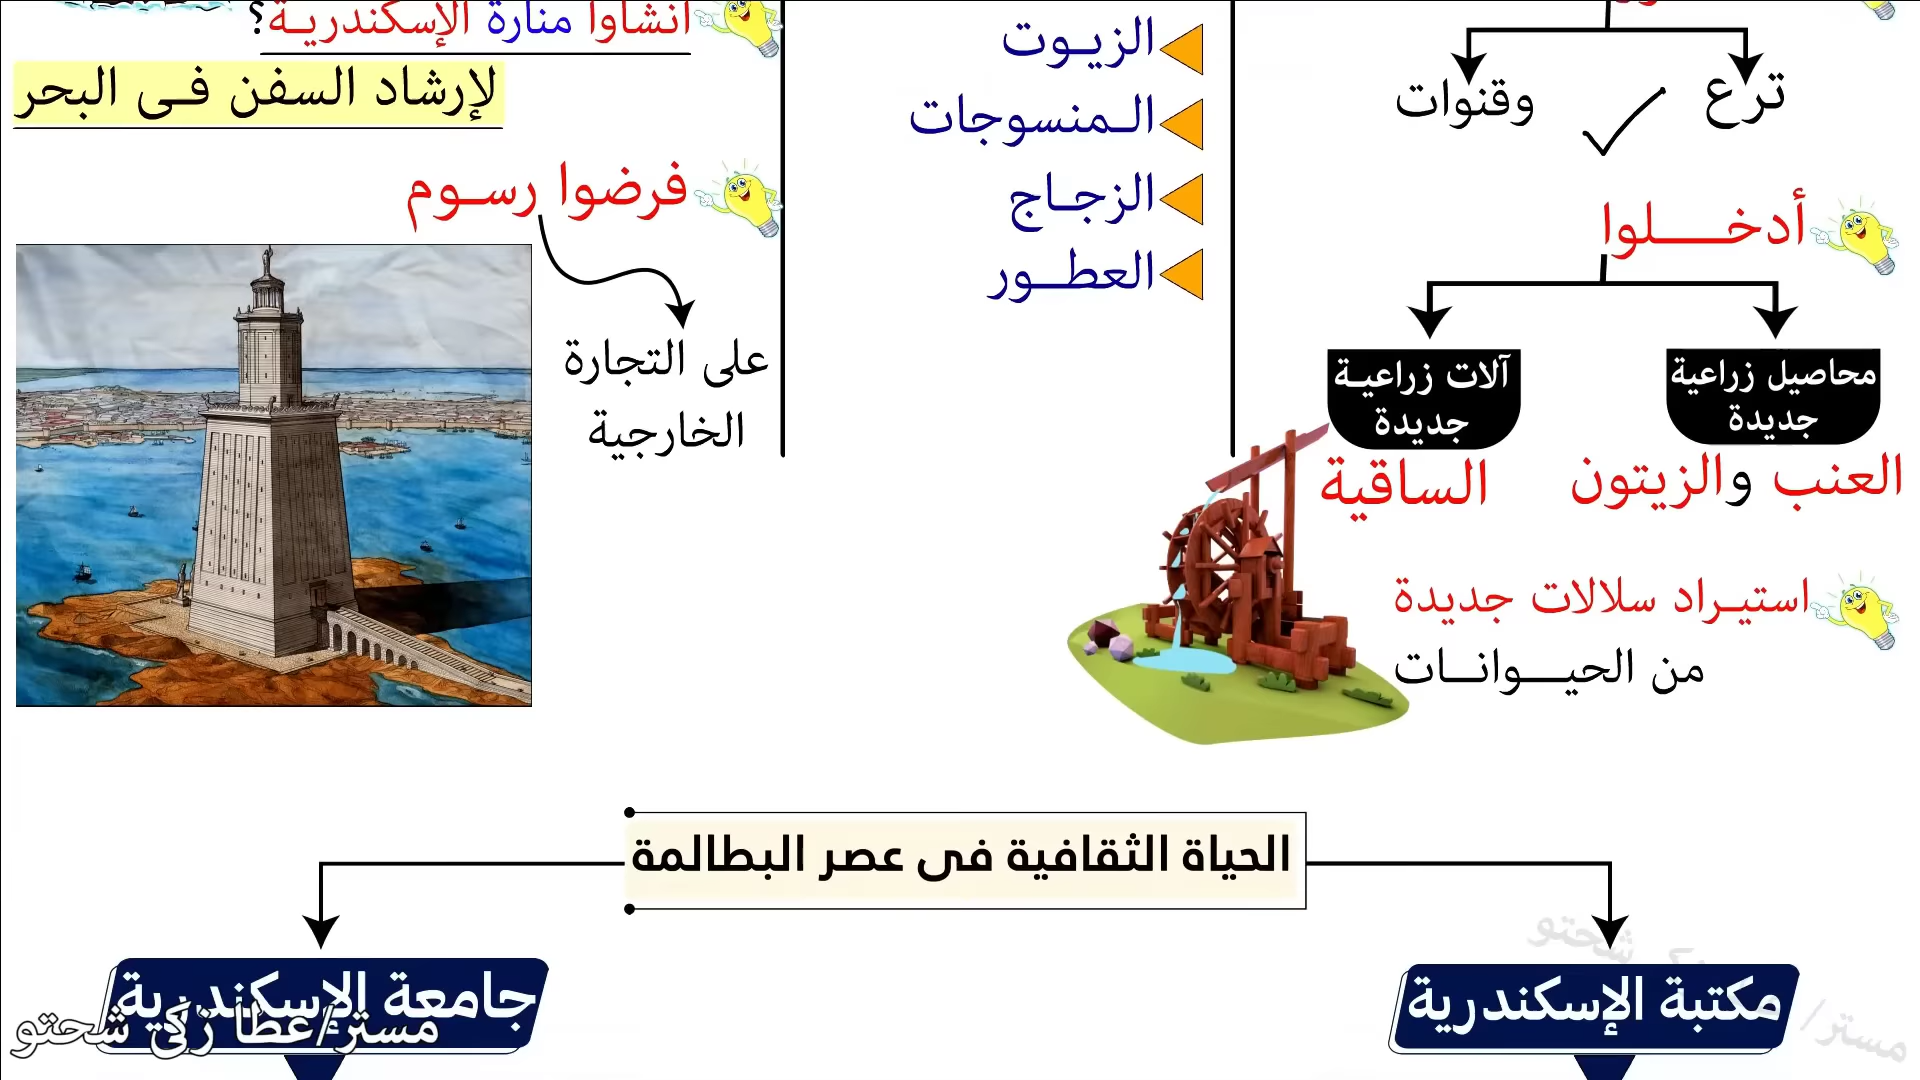 ترع
وقنوات
أدخلوا
محاصيل زراعية
جديدة
العنب والزيتون
آلات زراعية
جديدة
الساقية
استيراد سلالات جديدة
من الحيوانات
الزيوت
المنسوجات
الزجاج
العطور
أنشأوا منارة الإسكندرية؟
لإرشاد السفن فى البحر
فرضوا رسوم
على التجارة
الخارجية
الحياة الثقافية فى عصر البطالمة
مكتبة الإسكندرية
جامعة الإسكندرية
مستر/عطا زكى شحتو